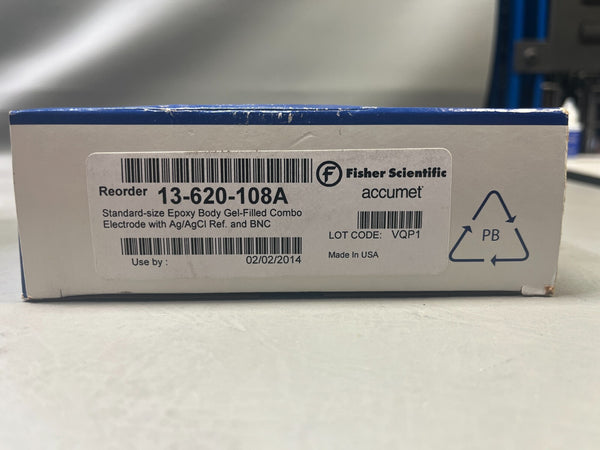 Fisher Scientific
accumet
Reorder 13-620-108A
Standard-size Epoxy Body Gel-Filled Combo
Electrode with Ag/AgCl Ref. and BNC
LOT CODE: VQP1
Use by : 02/02/2014
Made In USA
PB